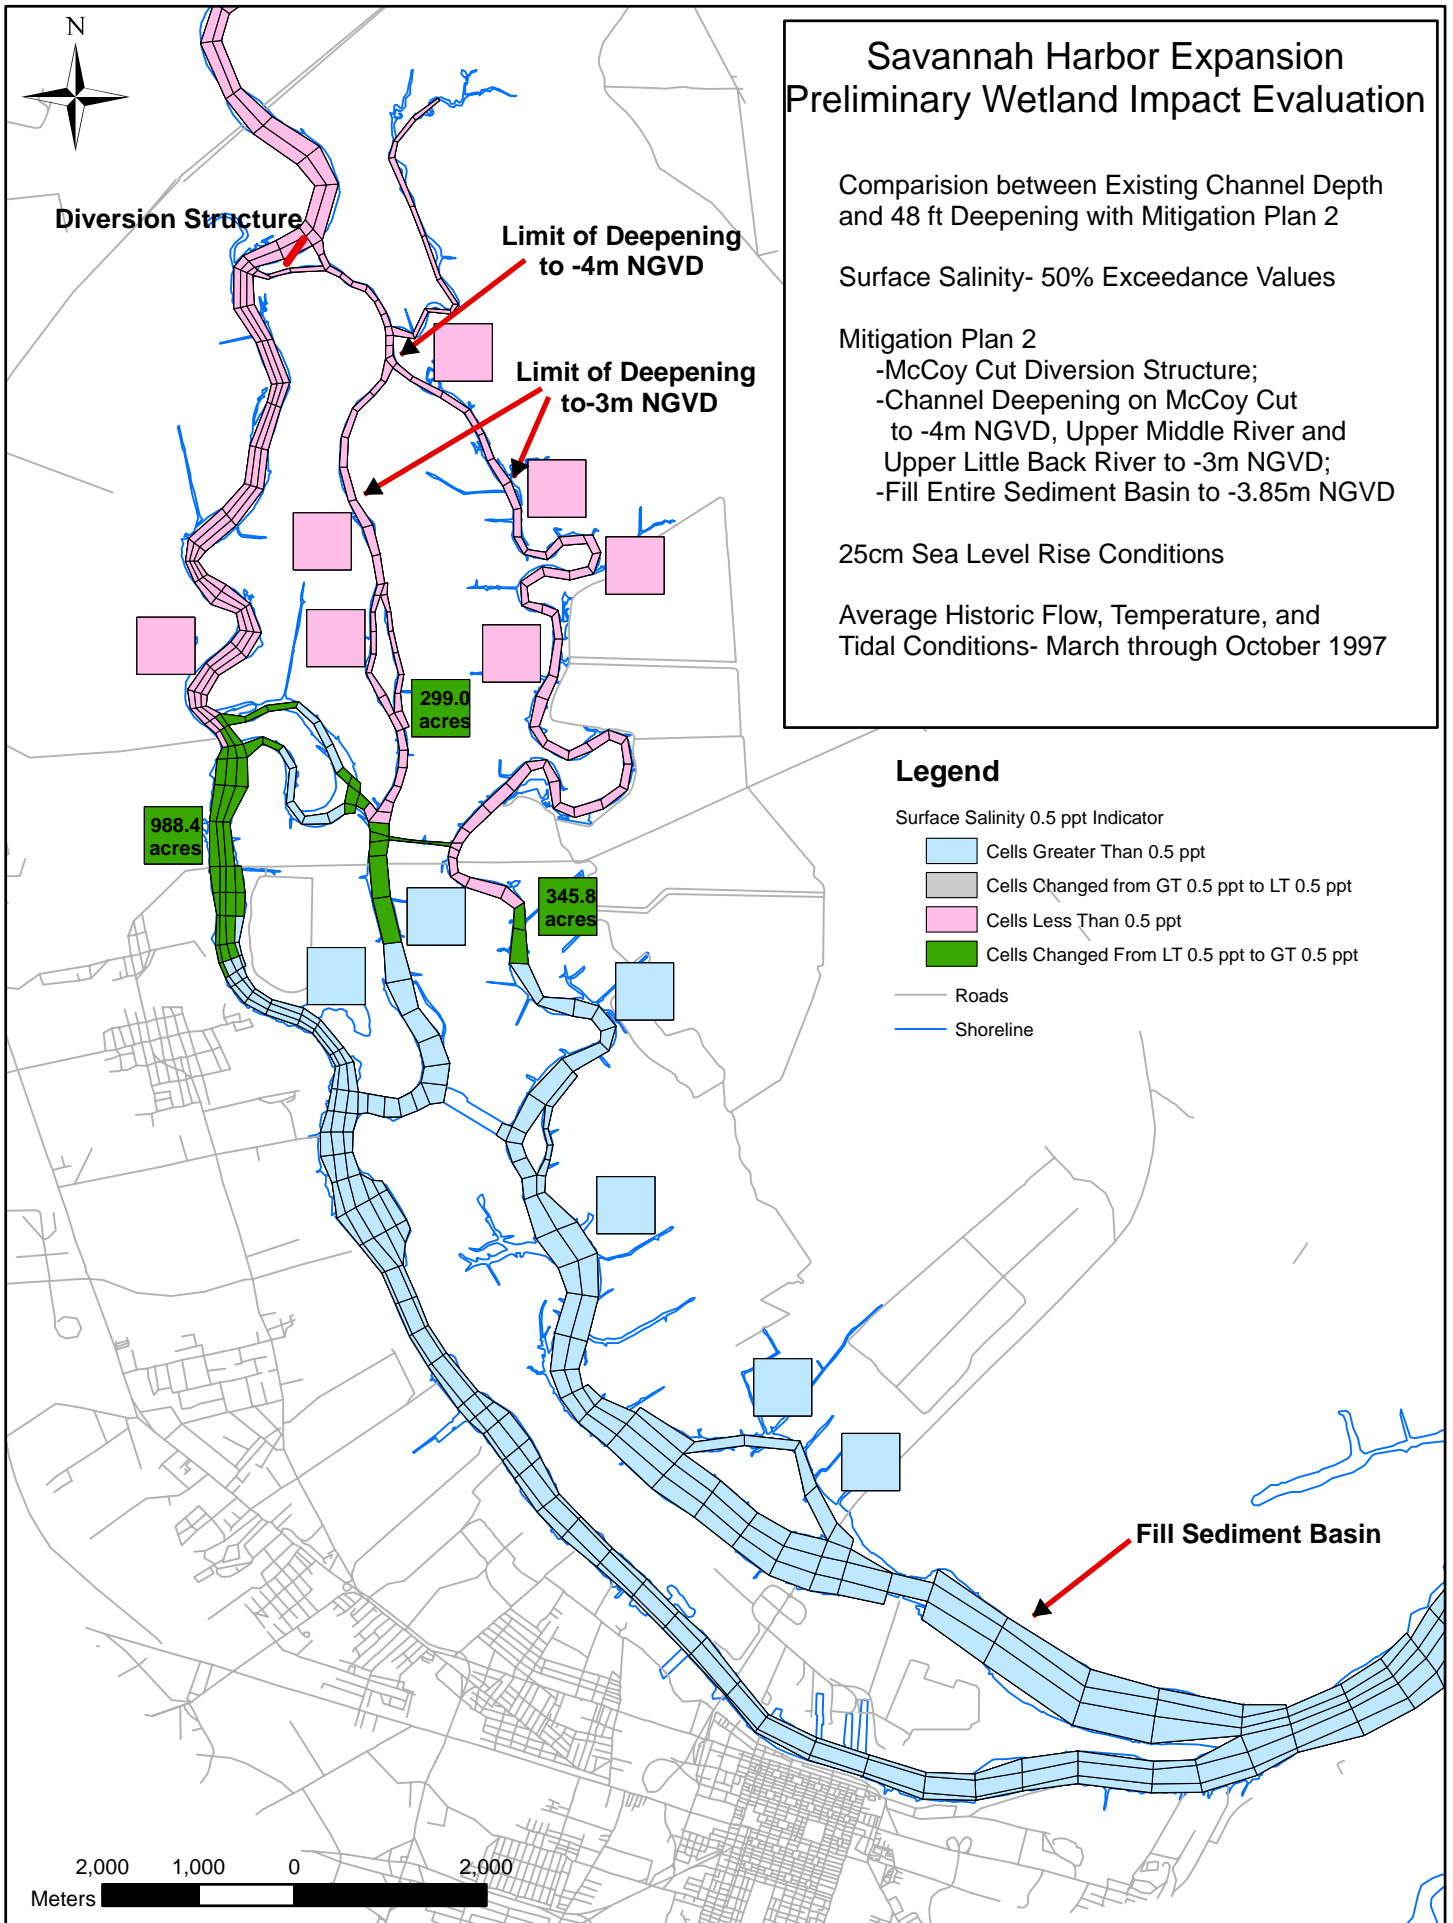 N
Savannah Harbor Expansion
Preliminary Wetland Impact Evaluation
Comparision between Existing Channel Depth
and 48 ft Deepening with Mitigation Plan 2
Surface Salinity- 50% Exceedance Values
Mitigation Plan 2
-McCoy Cut Diversion Structure;
-Channel Deepening on McCoy Cut
to -4m NGVD, Upper Middle River and
Upper Little Back River to -3m NGVD;
-Fill Entire Sediment Basin to -3.85m NGVD
25cm Sea Level Rise Conditions
Average Historic Flow, Temperature, and
Tidal Conditions- March through October 1997
Diversion Structure
Limit of Deepening
to -4m NGVD
Limit of Deepening
to-3m NGVD
299.0
acres
988.4
acres
345.8
acres
Legend
Surface Salinity 0.5 ppt Indicator
Cells Greater Than 0.5 ppt
Cells Changed from GT 0.5 ppt to LT 0.5 ppt
Cells Less Than 0.5 ppt
Cells Changed From LT 0.5 ppt to GT 0.5 ppt
Roads
Shoreline
Fill Sediment Basin
2,000 1,000 0 2,000
Meters